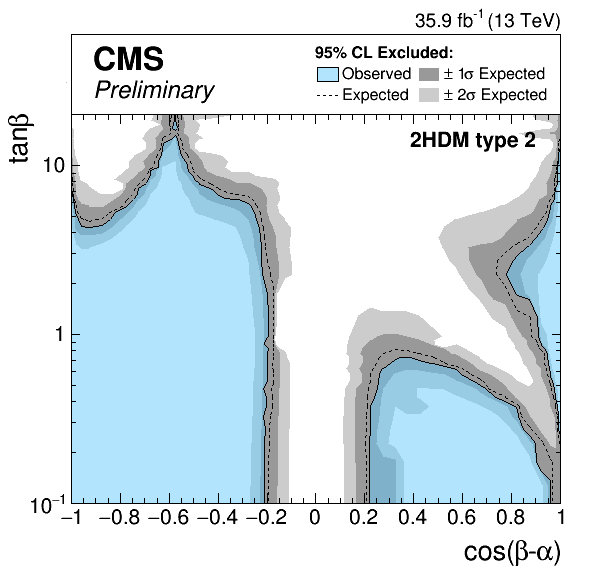 35.9 fb⁻¹ (13 TeV)
CMS
Preliminary
95% CL Excluded:
Observed
± 1σ Expected
Expected
± 2σ Expected
2HDM type 2
tanβ
10
1
10⁻¹
−1 −0.8 −0.6 −0.4 −0.2 0 0.2 0.4 0.6 0.8 1
cos(β-α)